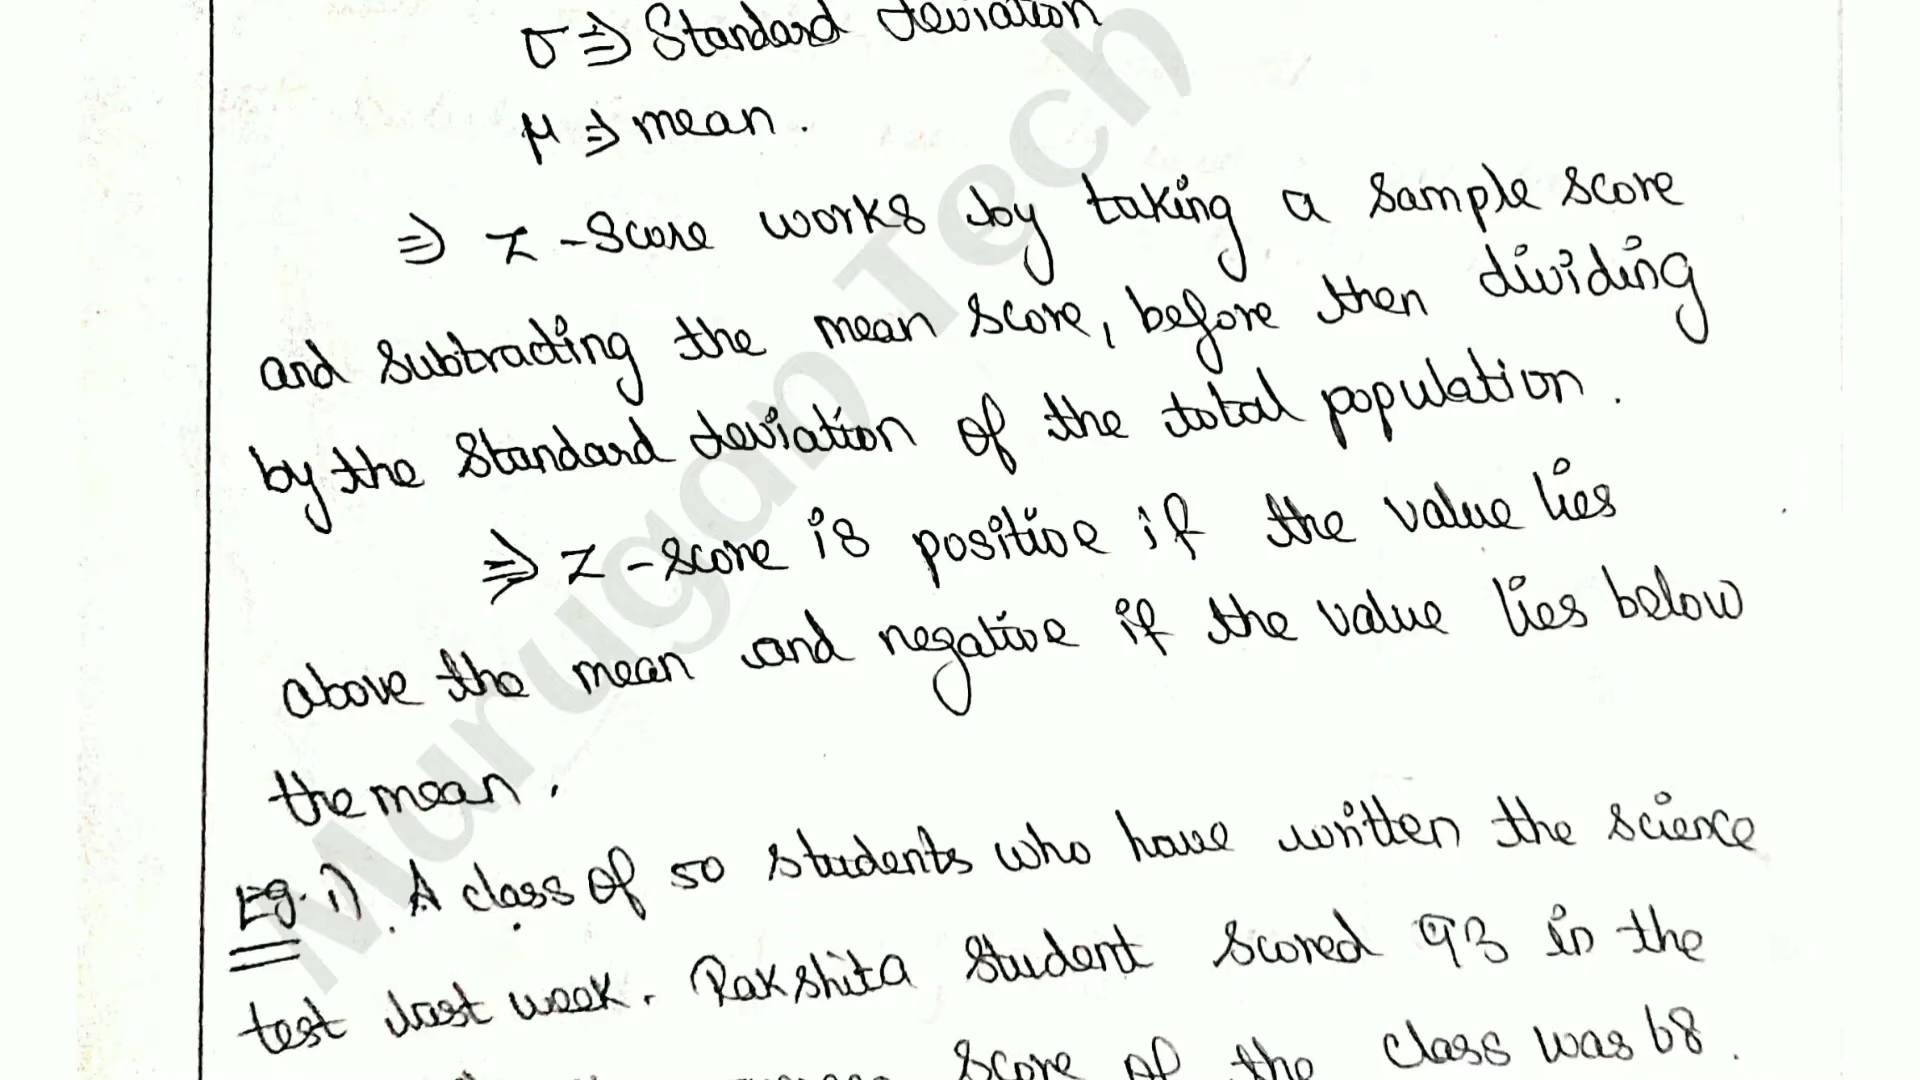 σ ⇒ Standard deviation
μ ⇒ mean.
⇒ Z-Score works by taking a sample score
and subtracting the mean score, before then dividing
by the Standard deviation of the total population.
⇒ Z-score is positive if the value lies
above the mean and negative if the value lies below
the mean.
Eg. 1) A class of 50 students who have written the science
test last week. Rakshita student scored 93 in the
score of the class was 68.
Murugan Tech